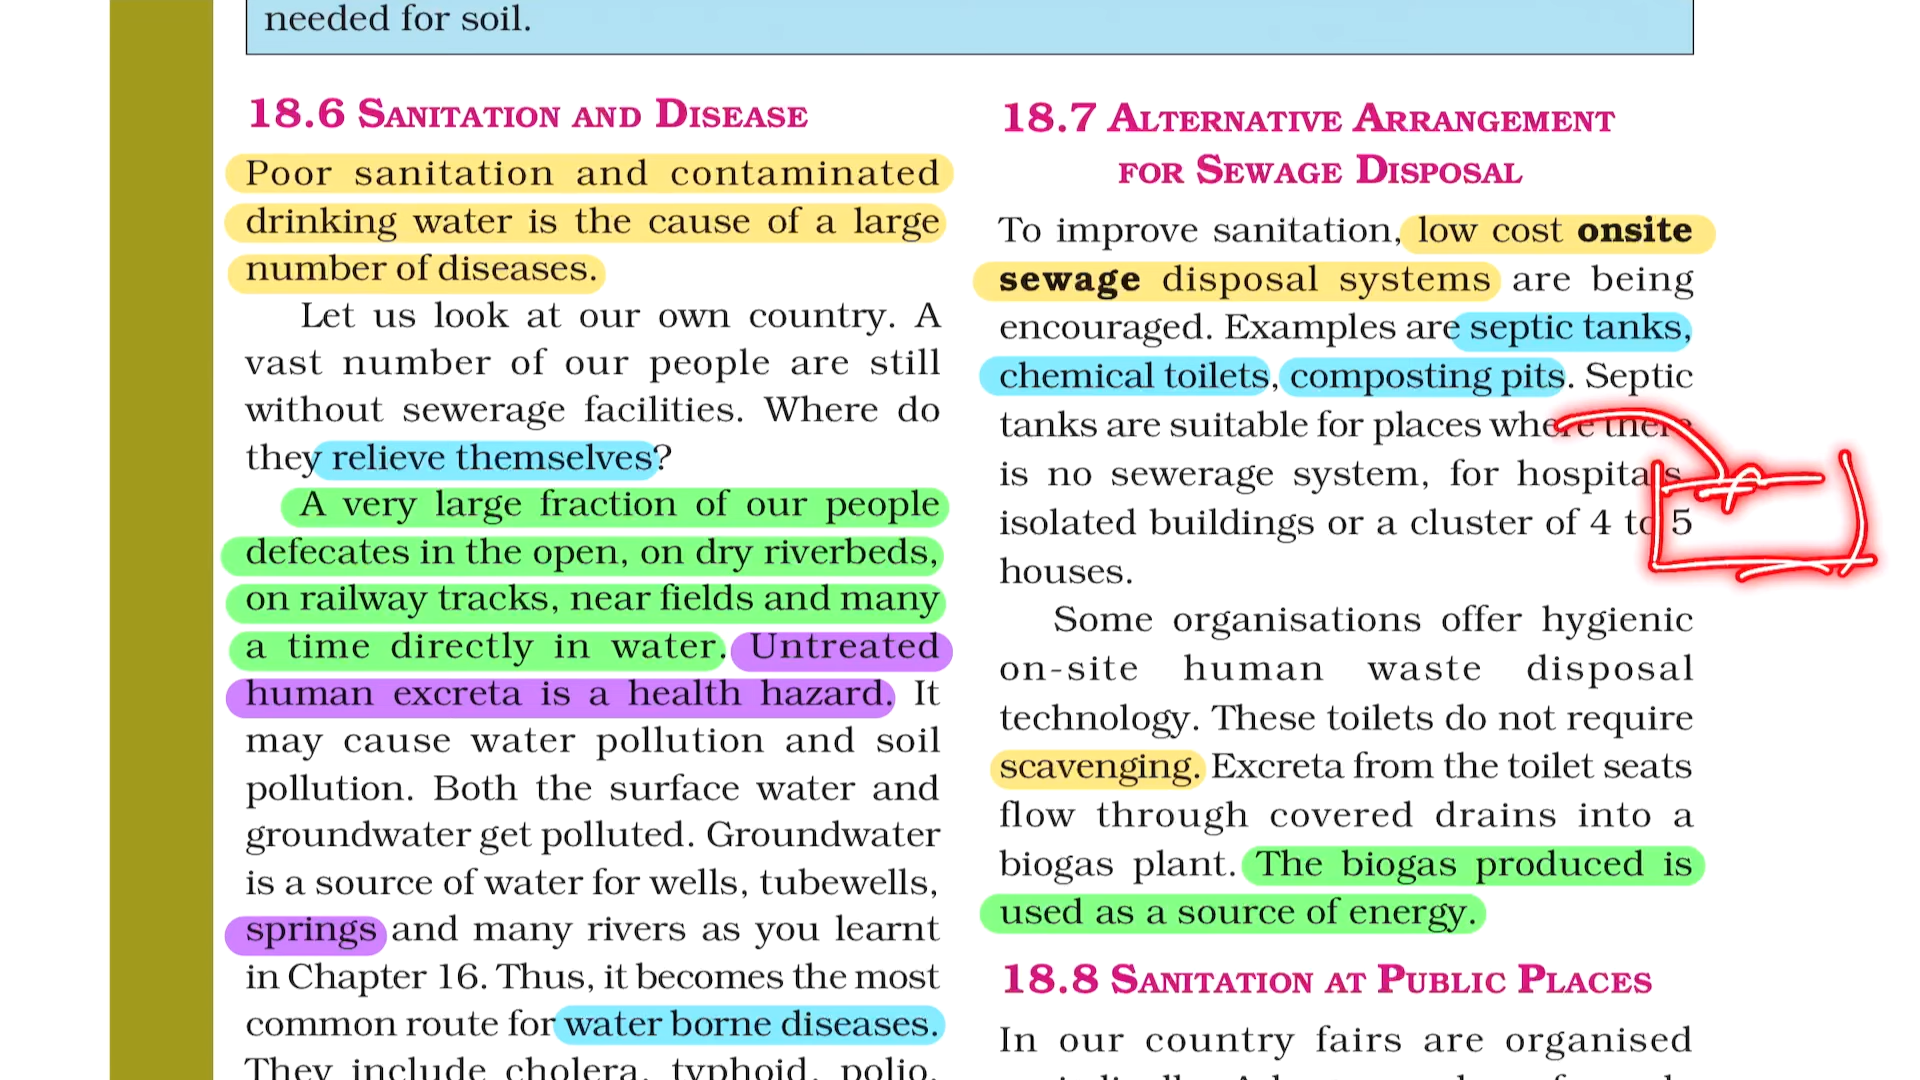 needed for soil.
18.6 SANITATION AND DISEASE
Poor sanitation and contaminated
drinking water is the cause of a large
number of diseases.
Let us look at our own country. A
vast number of our people are still
without sewerage facilities. Where do
they relieve themselves?
A very large fraction of our people
defecates in the open, on dry riverbeds,
on railway tracks, near fields and many
a time directly in water. Untreated
human excreta is a health hazard. It
may cause water pollution and soil
pollution. Both the surface water and
groundwater get polluted. Groundwater
is a source of water for wells, tubewells,
springs and many rivers as you learnt
in Chapter 16. Thus, it becomes the most
common route for water borne diseases.
They include cholera, typhoid, polio,
18.7 ALTERNATIVE ARRANGEMENT
FOR SEWAGE DISPOSAL
To improve sanitation, low cost onsite
sewage disposal systems are being
encouraged. Examples are septic tanks,
chemical toilets, composting pits. Septic
tanks are suitable for places where there
is no sewerage system, for hospitals,
isolated buildings or a cluster of 4 to 5
houses.
Some organisations offer hygienic
on-site human waste disposal
technology. These toilets do not require
scavenging. Excreta from the toilet seats
flow through covered drains into a
biogas plant. The biogas produced is
used as a source of energy.
18.8 SANITATION AT PUBLIC PLACES
In our country fairs are organised